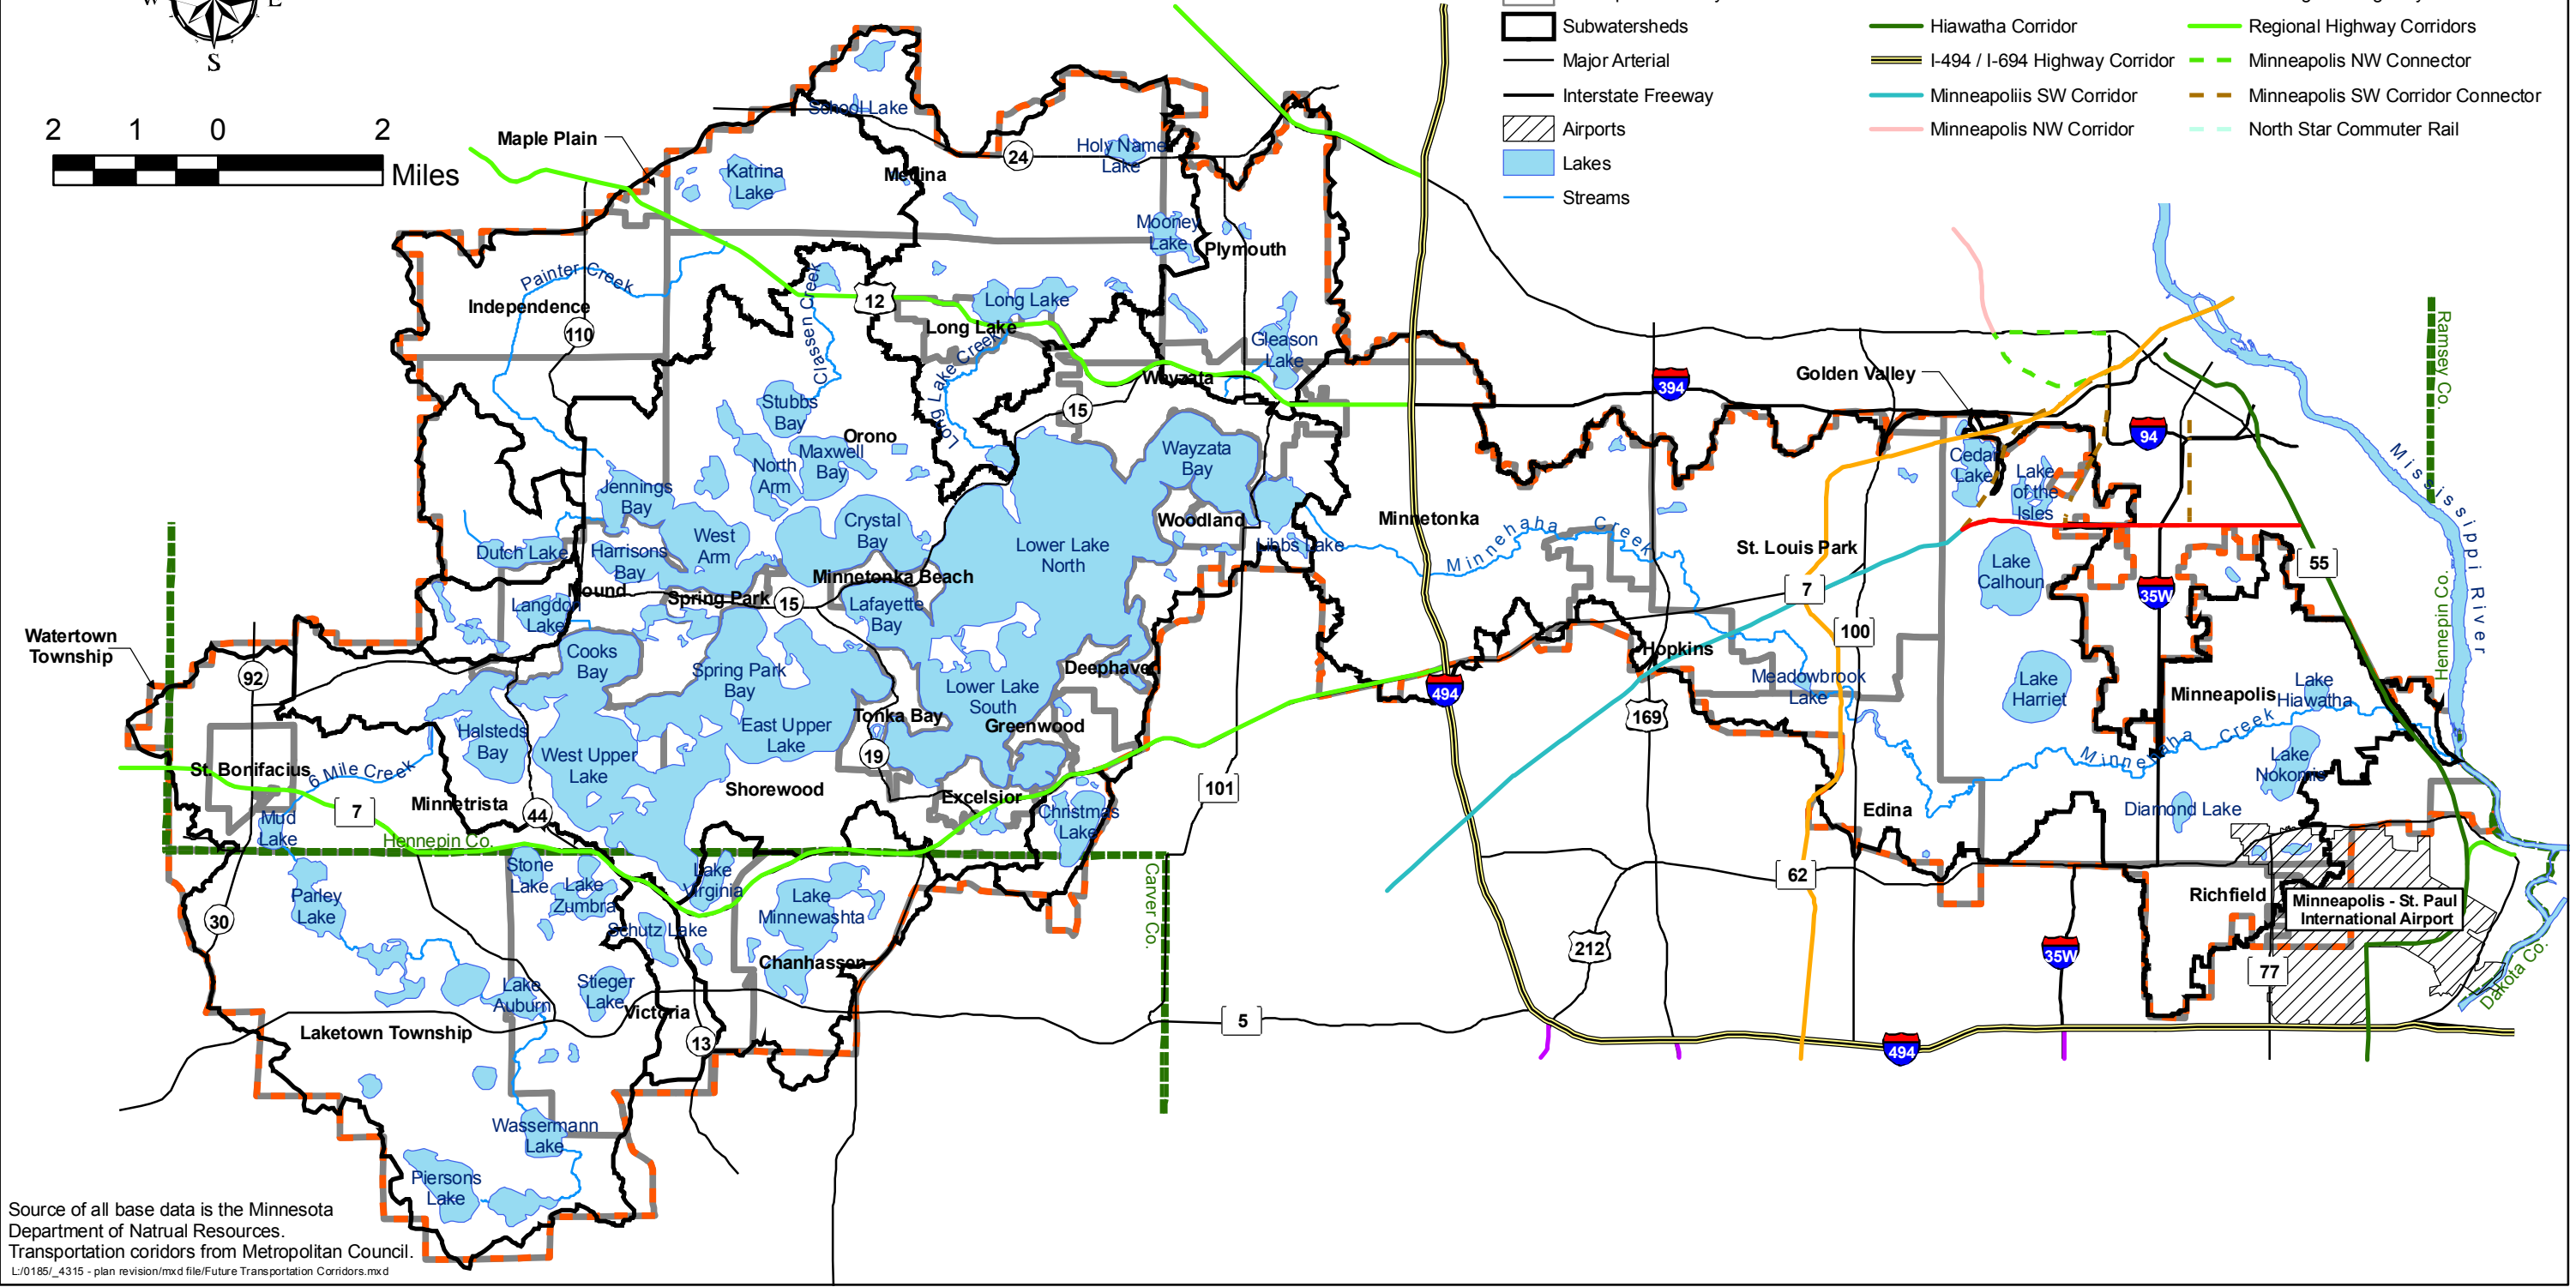 S
2 1 0 2
Miles
Subwatersheds
Major Arterial
Interstate Freeway
Airports
Lakes
Streams
Hiawatha Corridor
I-494 / I-694 Highway Corridor
Minneapoliis SW Corridor
Minneapolis NW Corridor
Regional Highway Corridors
Minneapolis NW Connector
Minneapolis SW Corridor Connector
North Star Commuter Rail
School Lake
Maple Plain
24
Holy Name
Lake
Katrina
Lake
Medina
Mooney
Lake
Plymouth
Painter Creek
Independence
110
Classen Creek
12
Long Lake
Long Lake
Long Lake Creek
Gleason
Lake
Wayzata
15
Golden Valley
394
94
Ramsey Co.
Hennepin Co.
Mississippi River
Stubbs
Bay
Orono
Maxwell
Bay
North
Arm
Wayzata
Bay
Cedar
Lake
Lake
of the
Isles
Jennings
Bay
West
Arm
Crystal
Bay
Lower Lake
North
Woodland
Libbs Lake
Minnetonka
Minnehaha Creek
St. Louis Park
7
Lake
Calhoun
35W
55
Dutch Lake
Harrisons
Bay
Mound
Spring Park
15
Minnetonka Beach
Lafayette
Bay
Langdon
Lake
Watertown
Township
92
Cooks
Bay
Spring Park
Bay
Lower Lake
South
Deephaven
Hopkins
100
Meadowbrook
Lake
Lake
Harriet
Minneapolis
Lake
Hiawatha
494
169
Halsteds
Bay
West Upper
Lake
East Upper
Lake
Tonka Bay
19
Greenwood
Minnehaha Creek
Lake
Nokomis
St. Bonifacius
6 Mile Creek
Minnetrista
7
44
Shorewood
Excelsior
Christmas
Lake
101
Edina
Diamond Lake
Mud
Lake
Hennepin Co.
Carver Co.
Stone
Lake
Lake
Zumbra
Lake
Virginia
Lake
Minnewashta
Parley
Lake
30
Schutz Lake
62
Richfield
Minneapolis - St. Paul
International Airport
212
35W
77
Dakota Co.
Chanhassen
Lake
Auburn
Stieger
Lake
Victoria
Laketown Township
13
5
494
Wassermann
Lake
Piersons
Lake
Source of all base data is the Minnesota
Department of Natrual Resources.
Transportation coridors from Metropolitan Council.
L:/0185/_4315 - plan revision/mxd file/Future Transportation Corridors.mxd